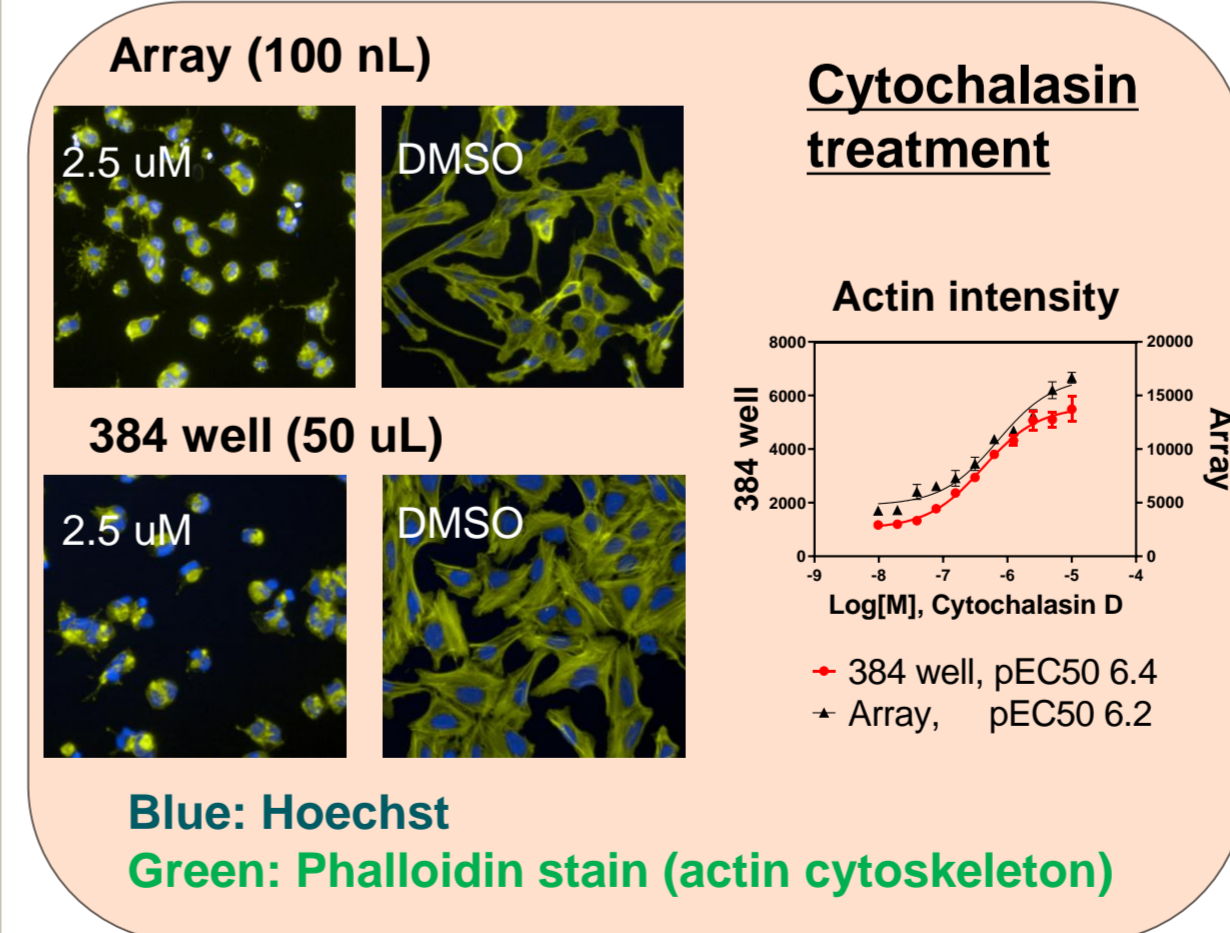 Array (100 nL)
Cytochalasin
treatment
2.5 uM
DMSO
384 well (50 uL)
2.5 uM
DMSO
Actin intensity
8000
6000
4000
2000
0
20000
15000
10000
5000
0
384 well
Array
-9
-8
-7
-6
-5
-4
Log[M], Cytochalasin D
384 well, pEC50 6.4
Array, pEC50 6.2
Blue: Hoechst
Green: Phalloidin stain (actin cytoskeleton)